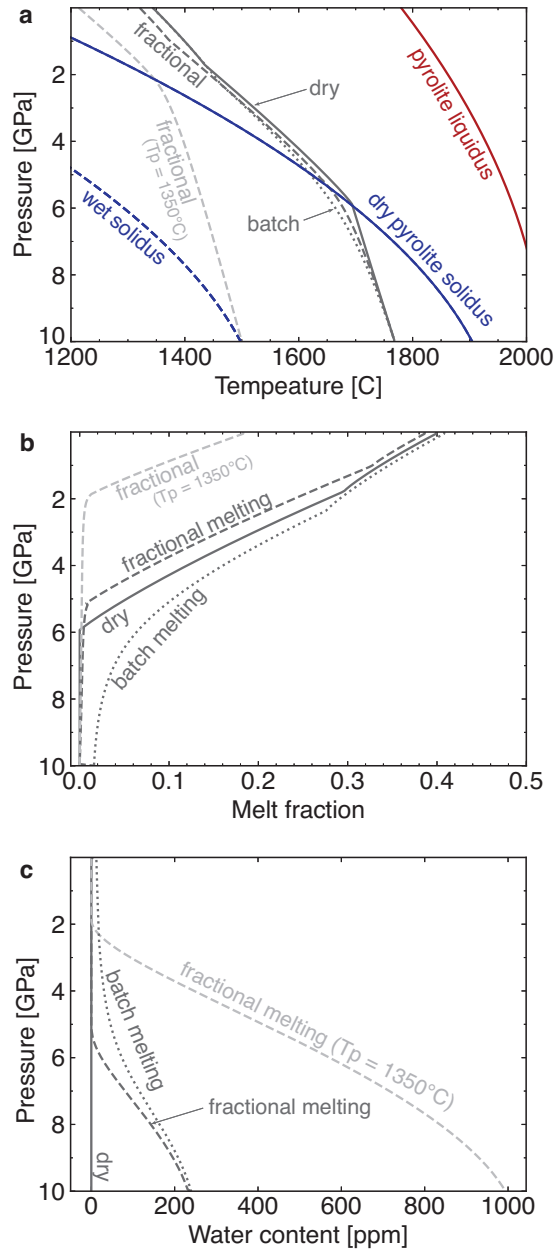 a
fractional
dry
pyrolite liquidus
fractional
(Tp = 1350°C)
batch
dry pyrolite solidus
wet solidus
2
4
6
8
10
Pressure [GPa]
1200
1400
1600
1800
2000
Tempeature [C]
b
fractional
(Tp = 1350°C)
fractional melting
dry
batch melting
2
4
6
8
10
Pressure [GPa]
0.0
0.1
0.2
0.3
0.4
0.5
Melt fraction
c
batch melting
fractional melting (Tp = 1350°C)
fractional melting
dry
2
4
6
8
10
Pressure [GPa]
0
200
400
600
800
1000
Water content [ppm]